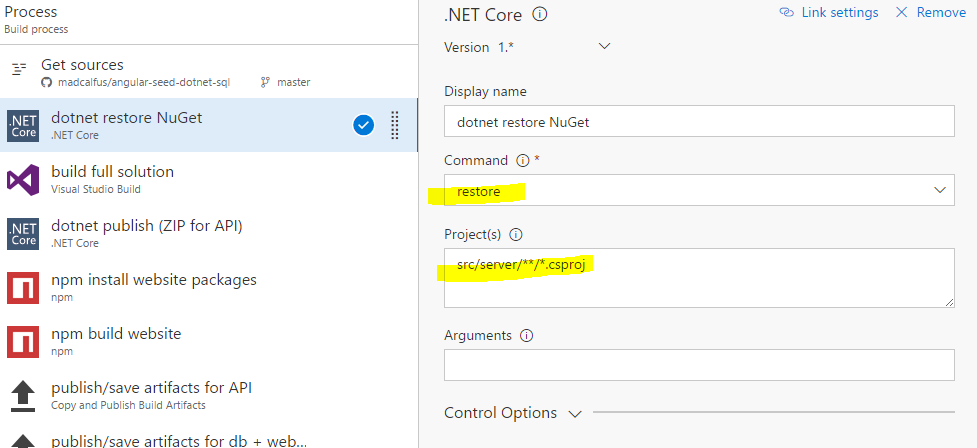 Process
Build process
Get sources
madcalfus/angular-seed-dotnet-sql master
.NET Core
dotnet restore NuGet
.NET Core
build full solution
Visual Studio Build
.NET Core
dotnet publish (ZIP for API)
.NET Core
npm install website packages
npm
npm build website
npm
publish/save artifacts for API
Copy and Publish Build Artifacts
publish/save artifacts for db + web...
.NET Core
Link settings
Remove
Version 1.*
Display name
dotnet restore NuGet
Command *
restore
Project(s)
src/server/**/*.csproj
Arguments
Control Options